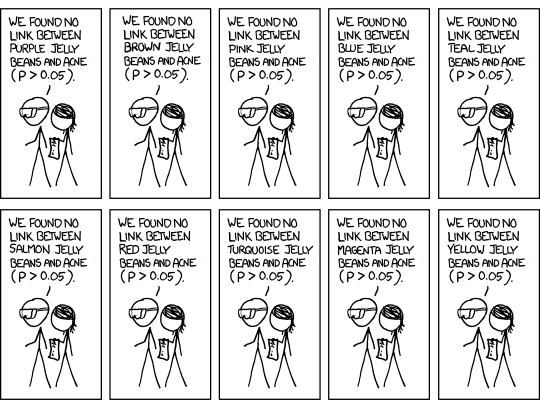 WE FOUND NO
LINK BETWEEN
PURPLE JELLY
BEANS AND ACNE
(P > 0.05).
WE FOUND NO
LINK BETWEEN
BROWN JELLY
BEANS AND ACNE
(P > 0.05).
WE FOUND NO
LINK BETWEEN
PINK JELLY
BEANS AND ACNE
(P > 0.05).
WE FOUND NO
LINK BETWEEN
BLUE JELLY
BEANS AND ACNE
(P > 0.05).
WE FOUND NO
LINK BETWEEN
TEAL JELLY
BEANS AND ACNE
(P > 0.05).
WE FOUND NO
LINK BETWEEN
SALMON JELLY
BEANS AND ACNE
(P > 0.05).
WE FOUND NO
LINK BETWEEN
RED JELLY
BEANS AND ACNE
(P > 0.05).
WE FOUND NO
LINK BETWEEN
TURQUOISE JELLY
BEANS AND ACNE
(P > 0.05).
WE FOUND NO
LINK BETWEEN
MAGENTA JELLY
BEANS AND ACNE
(P > 0.05).
WE FOUND NO
LINK BETWEEN
YELLOW JELLY
BEANS AND ACNE
(P > 0.05).